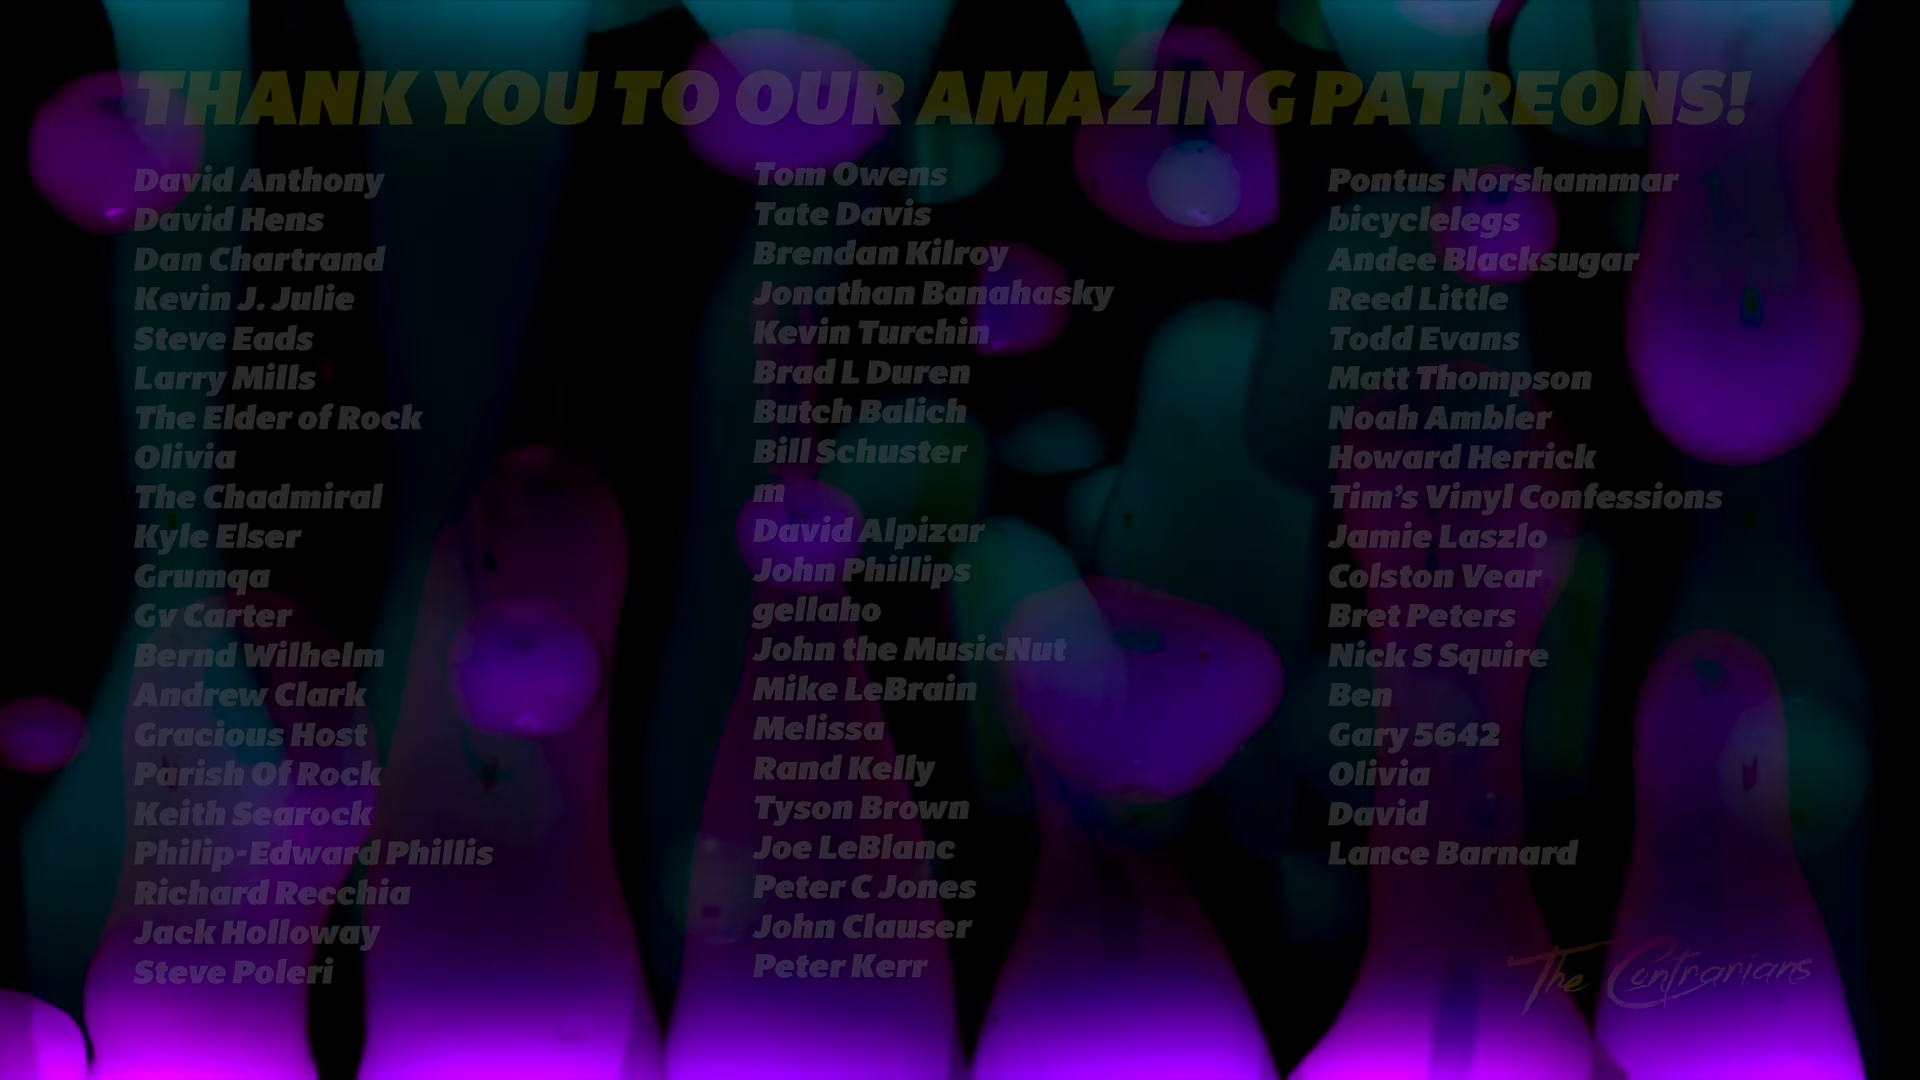 THANK YOU TO OUR AMAZING PATREONS!
David Anthony
David Hens
Dan Chartrand
Kevin J. Julie
Steve Eads
Larry Mills
The Elder of Rock
Olivia
The Chadmiral
Kyle Elser
Grumqa
Gv Carter
Bernd Wilhelm
Andrew Clark
Gracious Host
Parish Of Rock
Keith Searock
Philip-Edward Phillis
Richard Recchia
Jack Holloway
Steve Poleri
Tom Owens
Tate Davis
Brendan Kilroy
Jonathan Banahasky
Kevin Turchin
Brad L Duren
Butch Balich
Bill Schuster
m
David Alpizar
John Phillips
gellaho
John the MusicNut
Mike LeBrain
Melissa
Rand Kelly
Tyson Brown
Joe LeBlanc
Peter C Jones
John Clauser
Peter Kerr
Pontus Norshammar
bicyclelegs
Andee Blacksugar
Reed Little
Todd Evans
Matt Thompson
Noah Ambler
Howard Herrick
Tim's Vinyl Confessions
Jamie Laszlo
Colston Vear
Bret Peters
Nick S Squire
Ben
Gary 5642
Olivia
David
Lance Barnard
The Contrarians